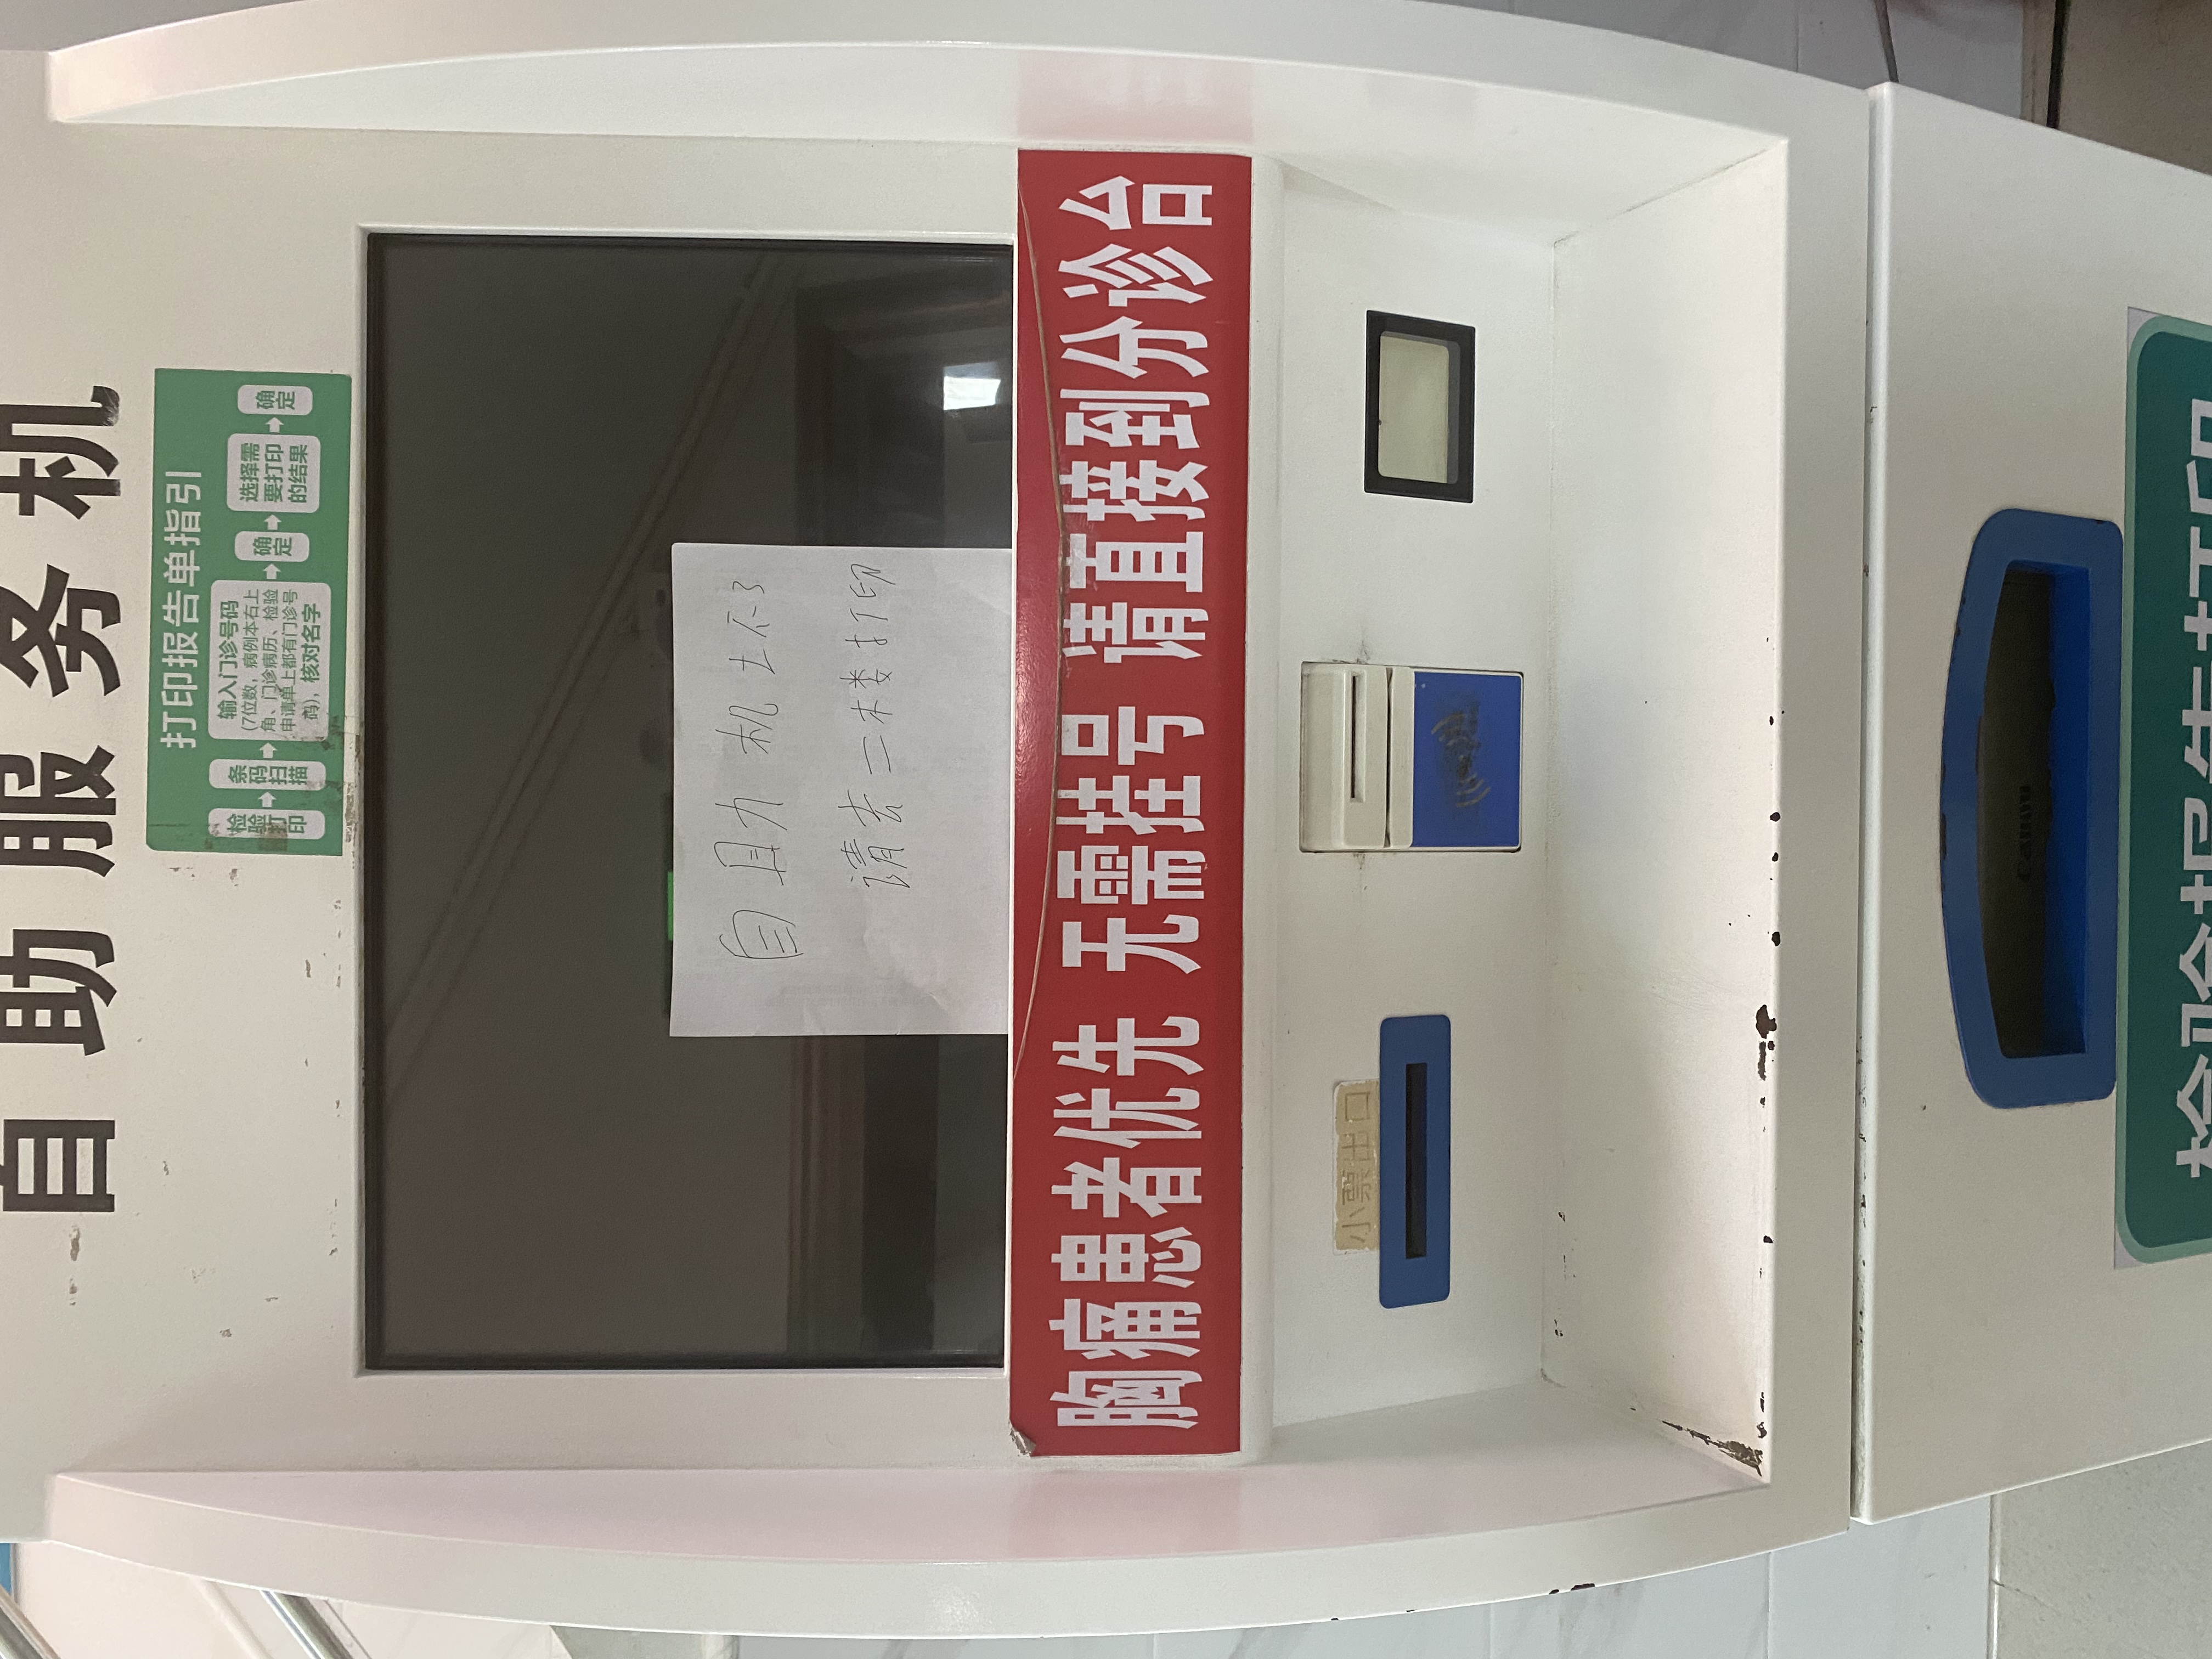 自助服务机
打印报告单指引
检验打印
条码扫描
输入门诊号码
(7位数，病例本右上
角、门诊病历、检验
申请单上都有门诊号
码)，核对名字
确定
选择需
要打印
的结果
确定
自助机 不了
请去二楼打印
胸痛患者优先 无需挂号 请直接到分诊台
小票出口
Canon
检验报告打印